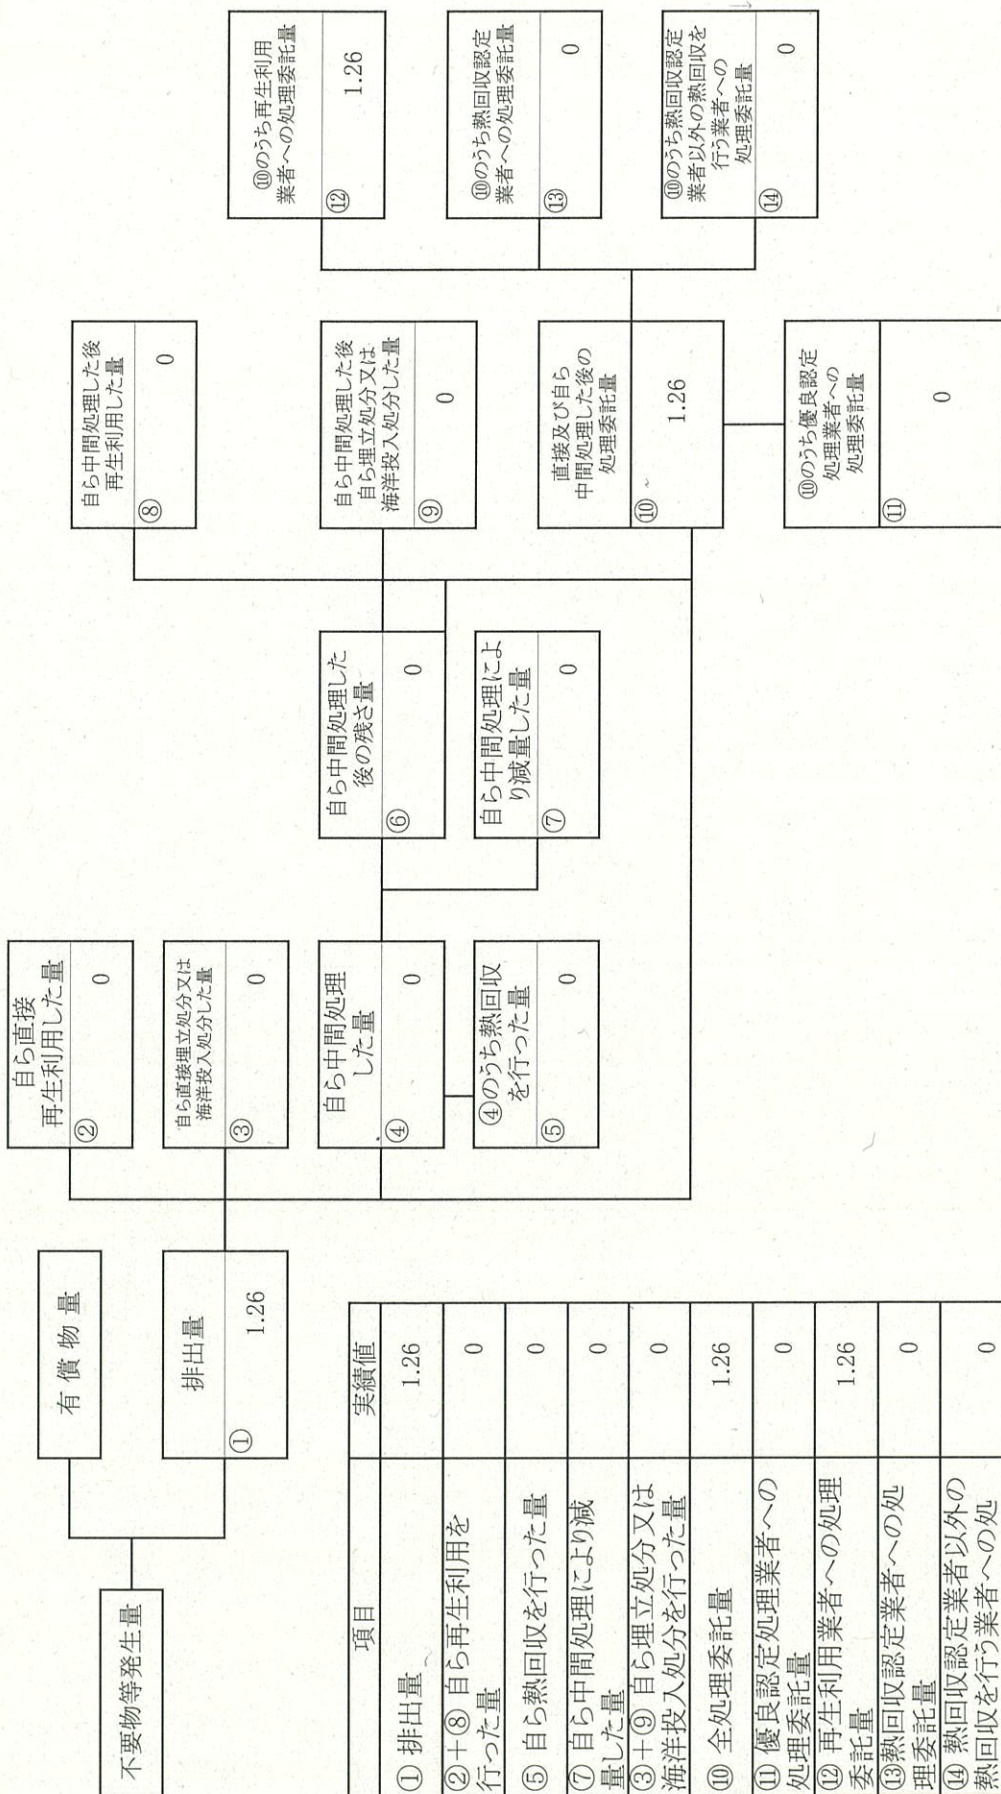 不要物等発生量
有償物量
排出量
①
1.26
自ら直接
再生利用した量
②
0
自ら直接埋立処分又は
海洋投入処分した量
③
0
自ら中間処理
した量
④
0
④のうち熱回収
を行った量
⑤
0
自ら中間処理した
後の残さ量
⑥
0
自ら中間処理によ
り減量した量
⑦
0
自ら中間処理した後
再生利用した量
⑧
0
自ら中間処理した後
自ら埋立処分又は
海洋投入処分した量
⑨
0
直接及び自ら
中間処理した後の
処理委託量
⑩
1.26
⑩のうち優良認定
処理業者への
処理委託量
⑪
0
⑩のうち再生利用
業者への処理委託量
⑫
1.26
⑩のうち熱回収認定
業者への処理委託量
⑬
0
⑩のうち熱回収認定
業者以外の熱回収を
行う業者への
処理委託量
⑭
0
項目 実績値
① 排出量 1.26
②+⑧ 自ら再生利用を
行った量 0
⑤ 自ら熱回収を行った量 0
⑦ 自ら中間処理により減
量した量 0
③+⑨ 自ら埋立処分又は
海洋投入処分を行った量 0
⑩ 全処理委託量 1.26
⑪ 優良認定処理業者への
処理委託量 0
⑫ 再生利用業者への処理
委託量 1.26
⑬熱回収認定業者への処
理委託量 0
⑭ 熱回収認定業者以外の
熱回収を行う業者への処 0